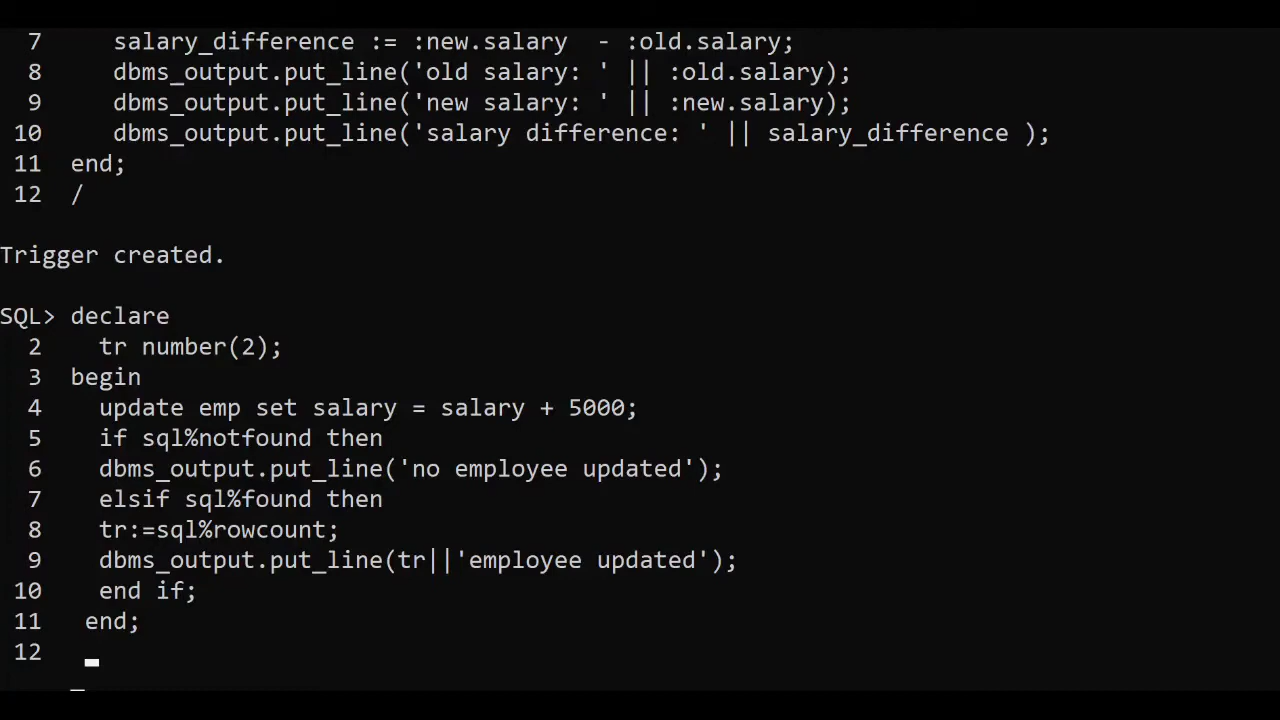 7     salary_difference := :new.salary  - :old.salary;
8     dbms_output.put_line('old salary: ' || :old.salary);
9     dbms_output.put_line('new salary: ' || :new.salary);
10     dbms_output.put_line('salary difference: ' || salary_difference );
11  end;
12  /
Trigger created.
SQL> declare
2    tr number(2);
3  begin
4    update emp set salary = salary + 5000;
5    if sql%notfound then
6    dbms_output.put_line('no employee updated');
7    elsif sql%found then
8    tr:=sql%rowcount;
9    dbms_output.put_line(tr||'employee updated');
10    end if;
11   end;
12